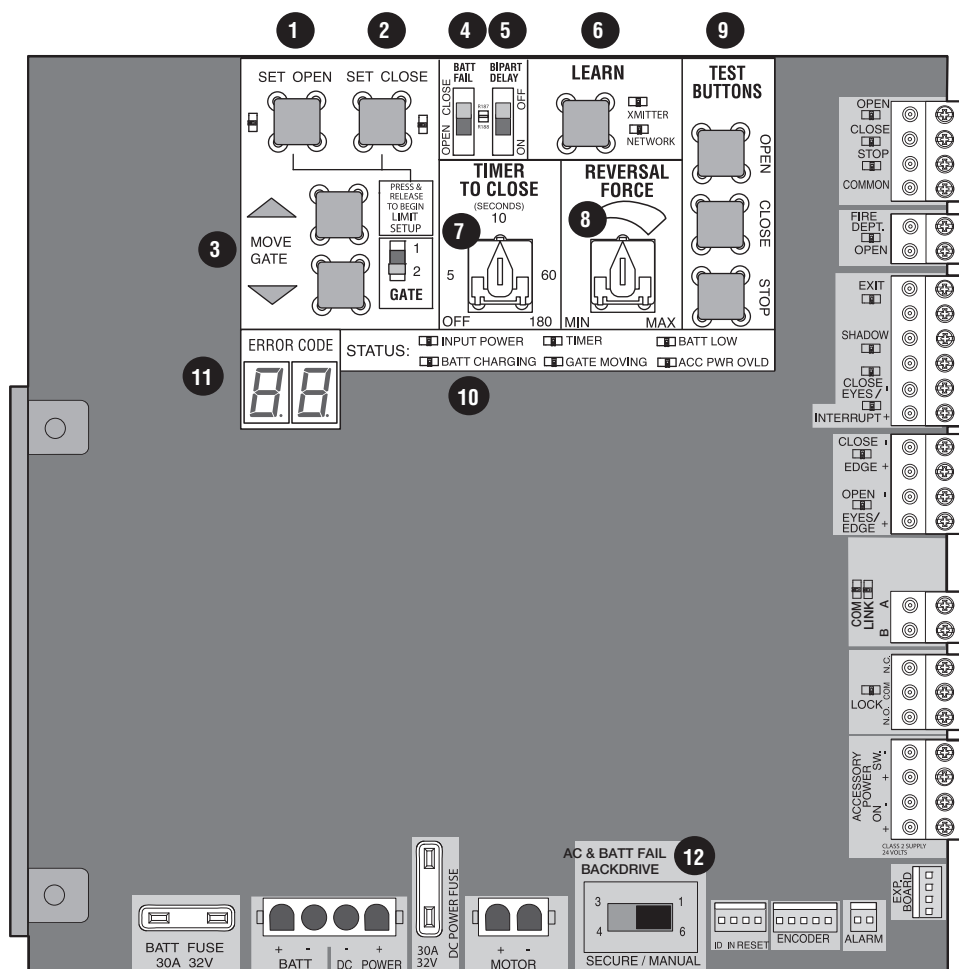 1
2
4
5
6
9
SET OPEN
SET CLOSE
BATT
FAIL
BIPART
DELAY
LEARN
TEST
BUTTONS
OPEN CLOSE
R187
R188
ON OFF
XMITTER
NETWORK
OPEN
CLOSE
STOP
PRESS &
RELEASE
TO BEGIN
LIMIT
SETUP
3
MOVE
GATE
1
2
GATE
TIMER
TO CLOSE
(SECONDS)
10
7
5
60
OFF
180
REVERSAL
FORCE
8
MIN
MAX
ERROR CODE
11
8.8.
STATUS:
INPUT POWER
TIMER
BATT LOW
BATT CHARGING
GATE MOVING
ACC PWR OVLD
10
OPEN
CLOSE
STOP
COMMON
FIRE
DEPT.
OPEN
EXIT
SHADOW
CLOSE
EYES/ -
INTERRUPT +
CLOSE -
EDGE +
OPEN -
EYES/
EDGE +
COM
LINK
A
B
LOCK
N.C.
COM
N.O.
ACCESSORY
POWER
SW. -
+
ON -
+
CLASS 2 SUPPLY
24 VOLTS
EXP.
BOARD
BATT FUSE
30A 32V
+ -
BATT
- +
DC POWER
30A
32V
DC POWER FUSE
+ -
MOTOR
AC & BATT FAIL
BACKDRIVE
12
3
1
4
6
SECURE / MANUAL
ID IN RESET
ENCODER
ALARM